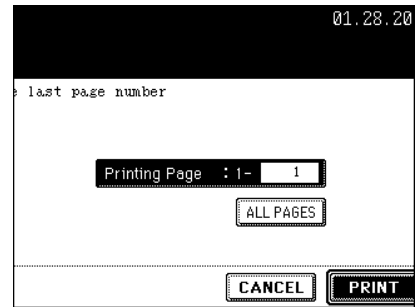 01.28.20
last page number
Printing Page : 1- 1
ALL PAGES
CANCEL PRINT